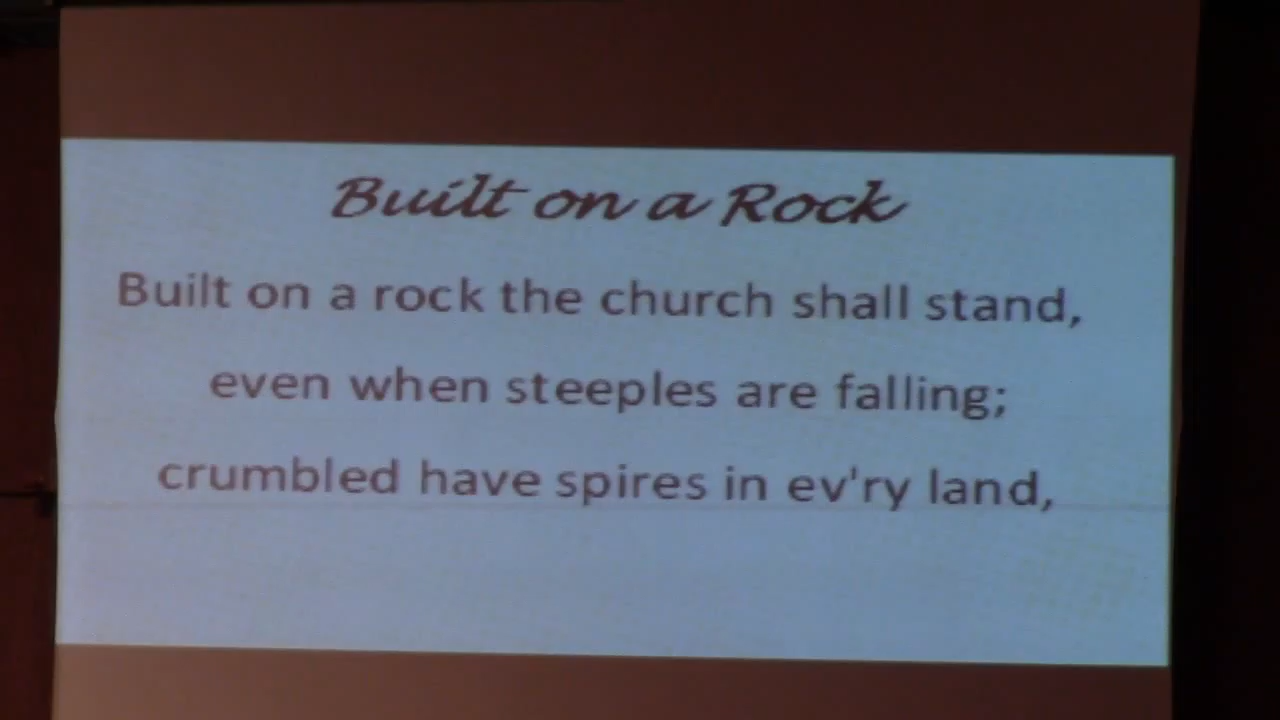 Built on a Rock
Built on a rock the church shall stand,
even when steeples are falling;
crumbled have spires in ev'ry land,